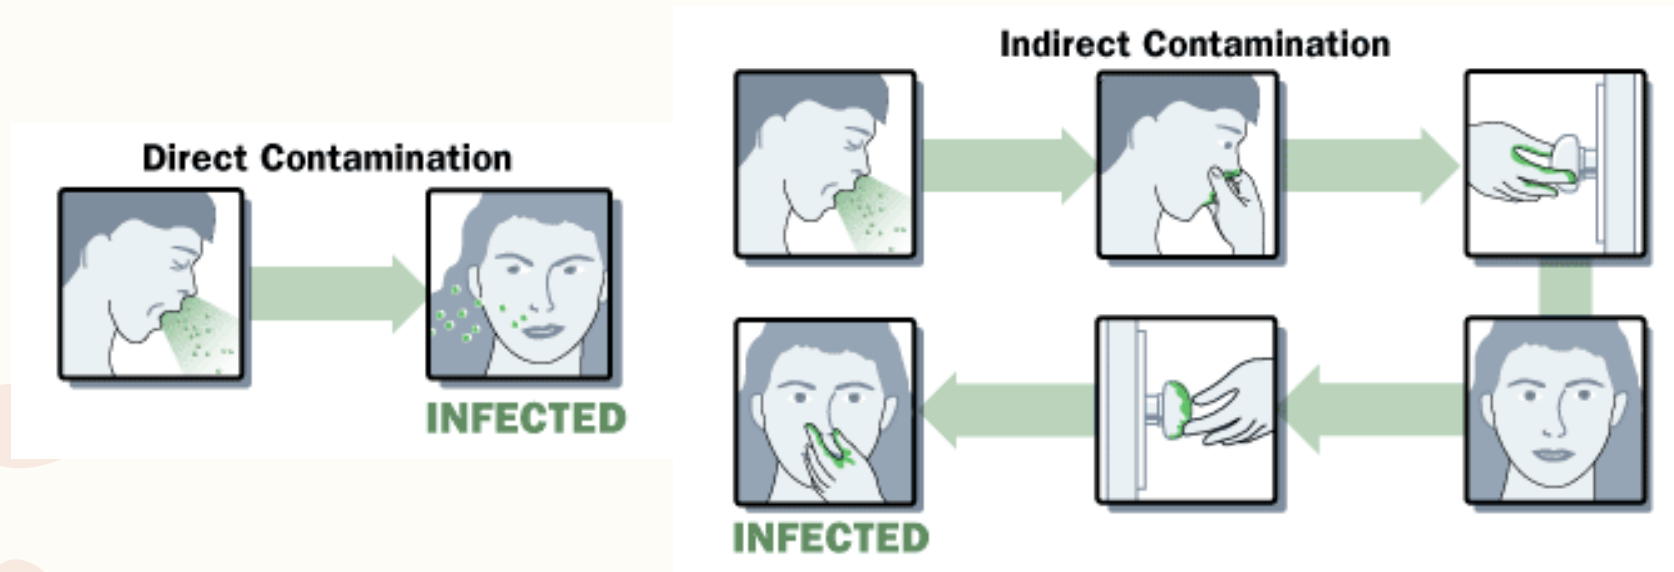 Direct Contamination
INFECTED
Indirect Contamination
INFECTED